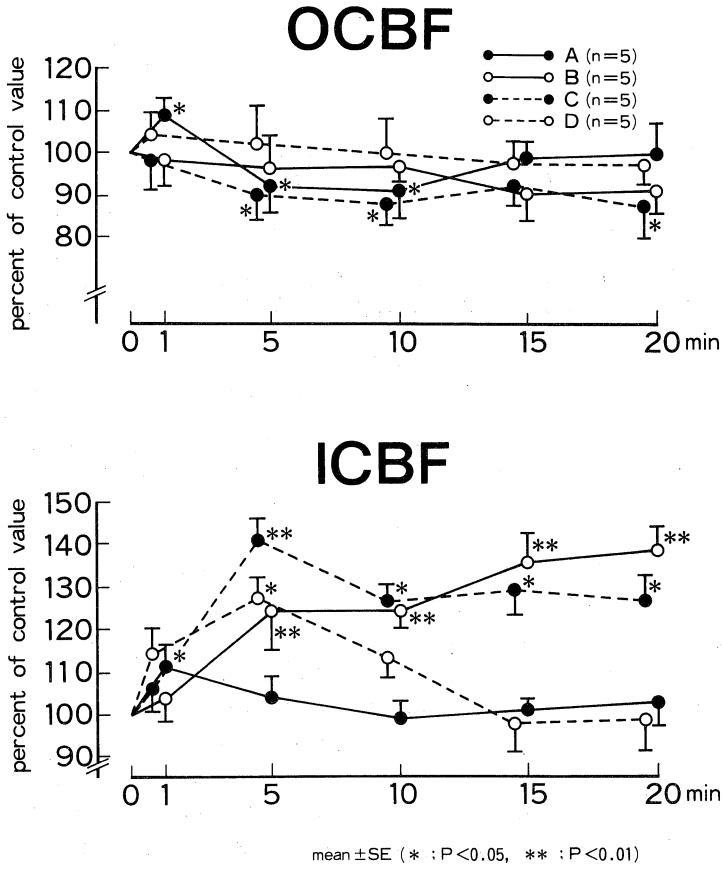 OCBF
A (n=5)
B (n=5)
C (n=5)
D (n=5)
percent of control value
120
110
100
90
80
*
*
*
*
*
*
0 1 5 10 15 20 min
ICBF
percent of control value
150
140
130
120
110
100
90
**
*
*
**
*
**
**
*
**
*
0 1 5 10 15 20 min
mean ±SE (* ; P<0.05, ** ; P<0.01)